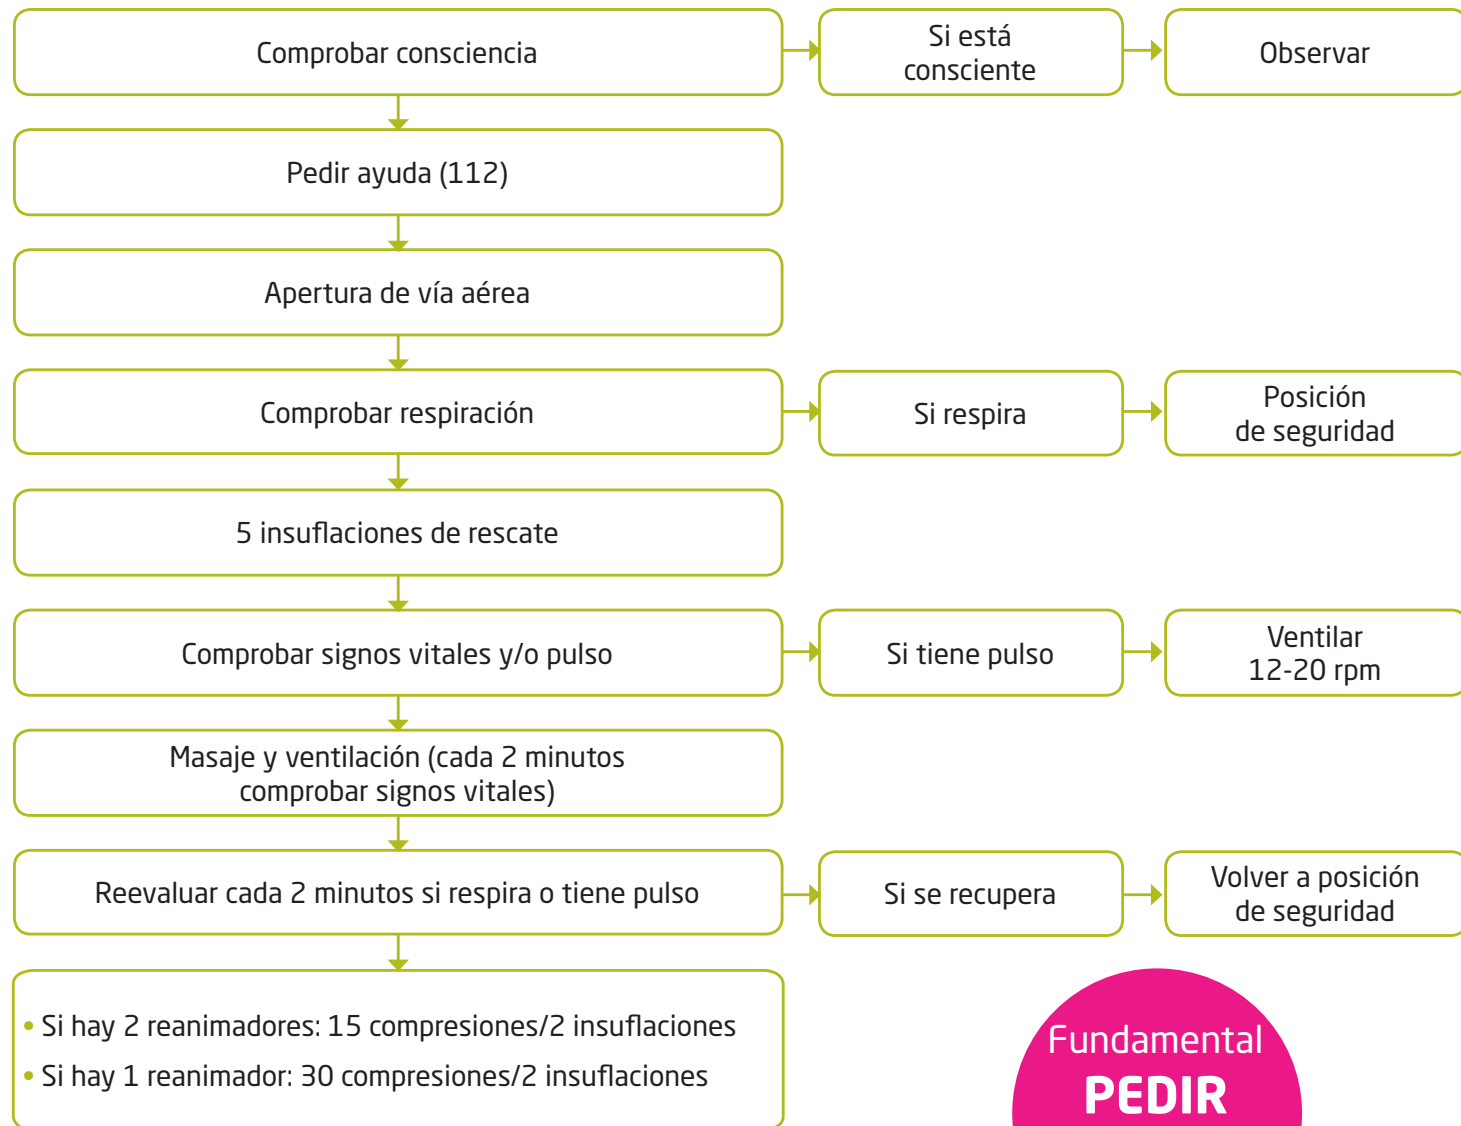 Comprobar consciencia
Si está
consciente
Observar
Pedir ayuda (112)
Apertura de vía aérea
Comprobar respiración
Si respira
Posición
de seguridad
5 insuflaciones de rescate
Comprobar signos vitales y/o pulso
Si tiene pulso
Ventilar
12-20 rpm
Masaje y ventilación (cada 2 minutos
comprobar signos vitales)
Reevaluar cada 2 minutos si respira o tiene pulso
Si se recupera
Volver a posición
de seguridad
• Si hay 2 reanimadores: 15 compresiones/2 insuflaciones
• Si hay 1 reanimador: 30 compresiones/2 insuflaciones
Fundamental
PEDIR